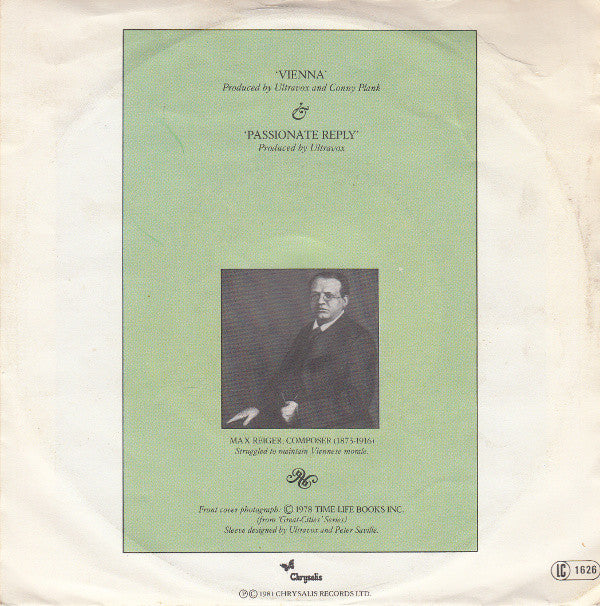 ‘VIENNA’
Produced by Ultravox and Conny Plank
&
‘PASSIONATE REPLY’
Produced by Ultravox
MAX REIGER, COMPOSER (1873-1916)
Struggled to maintain Viennese morale.
Front cover photograph: © 1978 TIME-LIFE BOOKS INC.
(from ‘Great-Cities’ Series)
Sleeve designed by Ultravox and Peter Saville.
Chrysalis
℗ © 1981 CHRYSALIS RECORDS LTD.
LC 1626